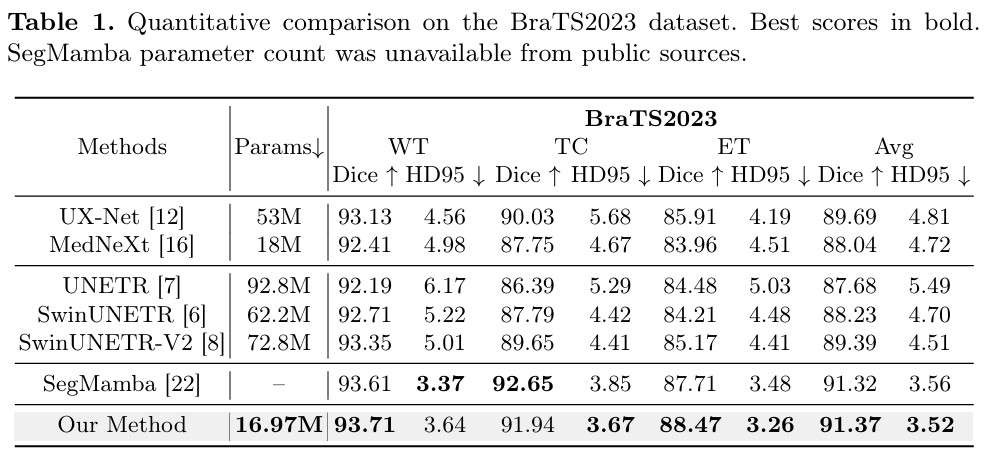 Table 1. Quantitative comparison on the BraTS2023 dataset. Best scores in bold.
SegMamba parameter count was unavailable from public sources.
BraTS2023
Methods Params↓ WT TC ET Avg
Dice ↑ HD95 ↓ Dice ↑ HD95 ↓ Dice ↑ HD95 ↓ Dice ↑ HD95 ↓
UX-Net [12] 53M 93.13 4.56 90.03 5.68 85.91 4.19 89.69 4.81
MedNeXt [16] 18M 92.41 4.98 87.75 4.67 83.96 4.51 88.04 4.72
UNETR [7] 92.8M 92.19 6.17 86.39 5.29 84.48 5.03 87.68 5.49
SwinUNETR [6] 62.2M 92.71 5.22 87.79 4.42 84.21 4.48 88.23 4.70
SwinUNETR-V2 [8] 72.8M 93.35 5.01 89.65 4.41 85.17 4.41 89.39 4.51
SegMamba [22] – 93.61 3.37 92.65 3.85 87.71 3.48 91.32 3.56
Our Method 16.97M 93.71 3.64 91.94 3.67 88.47 3.26 91.37 3.52